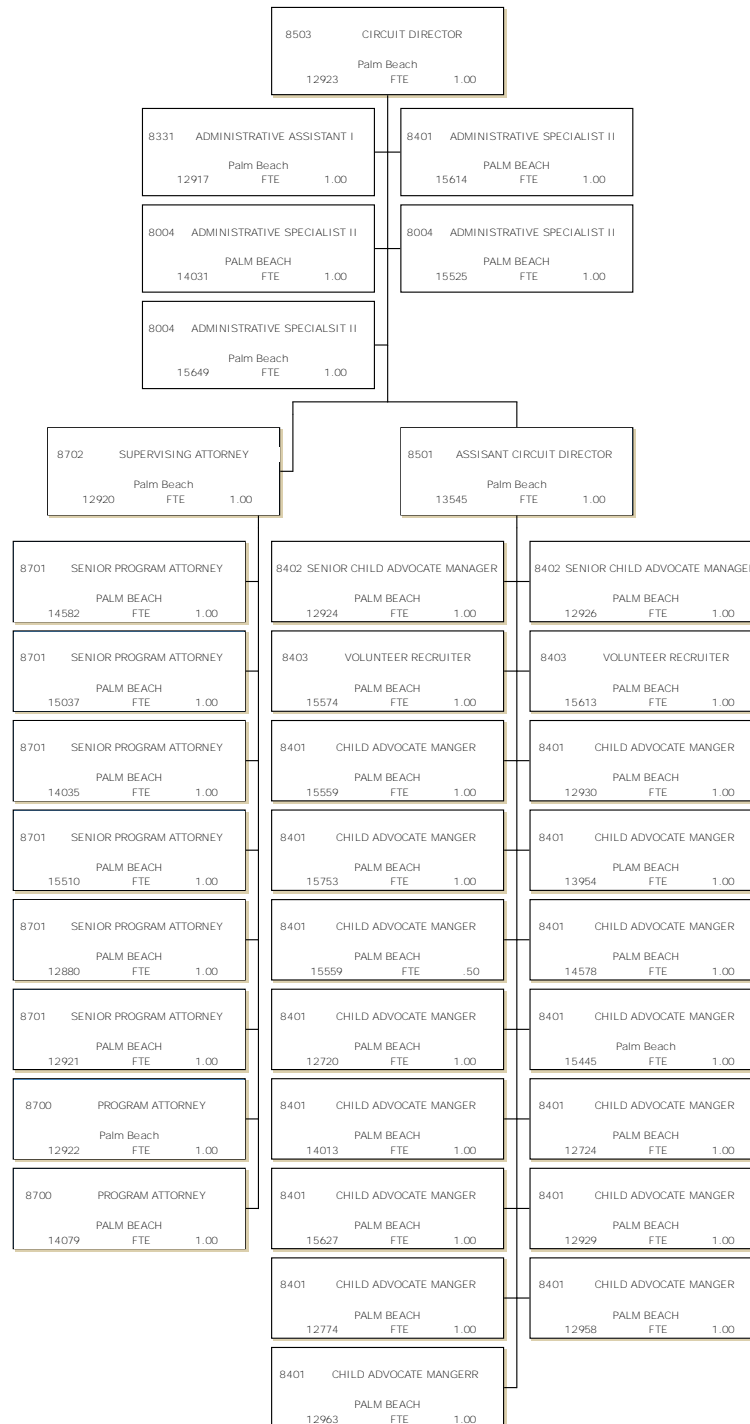 8503 CIRCUIT DIRECTOR
Palm Beach
12923 FTE 1.00
8331 ADMINISTRATIVE ASSISTANT I
Palm Beach
12917 FTE 1.00
8401 ADMINISTRATIVE SPECIALIST II
PALM BEACH
15614 FTE 1.00
8004 ADMINISTRATIVE SPECIALIST II
PALM BEACH
14031 FTE 1.00
8004 ADMINISTRATIVE SPECIALIST II
PALM BEACH
15525 FTE 1.00
8004 ADMINISTRATIVE SPECIALSIT II
Palm Beach
15649 FTE 1.00
8702 SUPERVISING ATTORNEY
Palm Beach
12920 FTE 1.00
8501 ASSISANT CIRCUIT DIRECTOR
Palm Beach
13545 FTE 1.00
8701 SENIOR PROGRAM ATTORNEY
PALM BEACH
14582 FTE 1.00
8402 SENIOR CHILD ADVOCATE MANAGER
PALM BEACH
12924 FTE 1.00
8402 SENIOR CHILD ADVOCATE MANAGE
PALM BEACH
12926 FTE 1.00
8701 SENIOR PROGRAM ATTORNEY
PALM BEACH
15037 FTE 1.00
8403 VOLUNTEER RECRUITER
PALM BEACH
15574 FTE 1.00
8403 VOLUNTEER RECRUITER
PALM BEACH
15613 FTE 1.00
8701 SENIOR PROGRAM ATTORNEY
PALM BEACH
14035 FTE 1.00
8401 CHILD ADVOCATE MANGER
PALM BEACH
15559 FTE 1.00
8401 CHILD ADVOCATE MANGER
PALM BEACH
12930 FTE 1.00
8701 SENIOR PROGRAM ATTORNEY
PALM BEACH
15510 FTE 1.00
8401 CHILD ADVOCATE MANGER
PALM BEACH
15753 FTE 1.00
8401 CHILD ADVOCATE MANGER
PLAM BEACH
13954 FTE 1.00
8701 SENIOR PROGRAM ATTORNEY
PALM BEACH
12880 FTE 1.00
8401 CHILD ADVOCATE MANGER
PALM BEACH
15559 FTE .50
8401 CHILD ADVOCATE MANGER
PALM BEACH
14578 FTE 1.00
8701 SENIOR PROGRAM ATTORNEY
PALM BEACH
12921 FTE 1.00
8401 CHILD ADVOCATE MANGER
PALM BEACH
12720 FTE 1.00
8401 CHILD ADVOCATE MANGER
Palm Beach
15445 FTE 1.00
8700 PROGRAM ATTORNEY
Palm Beach
12922 FTE 1.00
8401 CHILD ADVOCATE MANGER
PALM BEACH
14013 FTE 1.00
8401 CHILD ADVOCATE MANGER
PALM BEACH
12724 FTE 1.00
8700 PROGRAM ATTORNEY
PALM BEACH
14079 FTE 1.00
8401 CHILD ADVOCATE MANGER
PALM BEACH
15627 FTE 1.00
8401 CHILD ADVOCATE MANGER
PALM BEACH
12929 FTE 1.00
8401 CHILD ADVOCATE MANGER
PALM BEACH
12774 FTE 1.00
8401 CHILD ADVOCATE MANGER
PALM BEACH
12958 FTE 1.00
8401 CHILD ADVOCATE MANGERR
PALM BEACH
12963 FTE 1.00